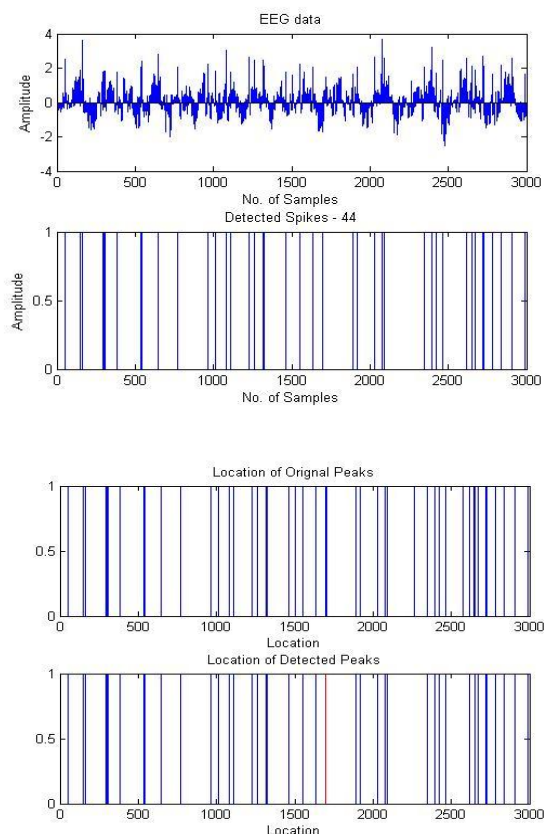 EEG data
4
2
0
-2
-4
Amplitude
0 500 1000 1500 2000 2500 3000
No. of Samples
Detected Spikes - 44
1
0.5
0
Amplitude
0 500 1000 1500 2000 2500 3000
No. of Samples
Location of Orignal Peaks
1
0.5
0
0 500 1000 1500 2000 2500 3000
Location
Location of Detected Peaks
1
0.5
0
0 500 1000 1500 2000 2500 3000
Location